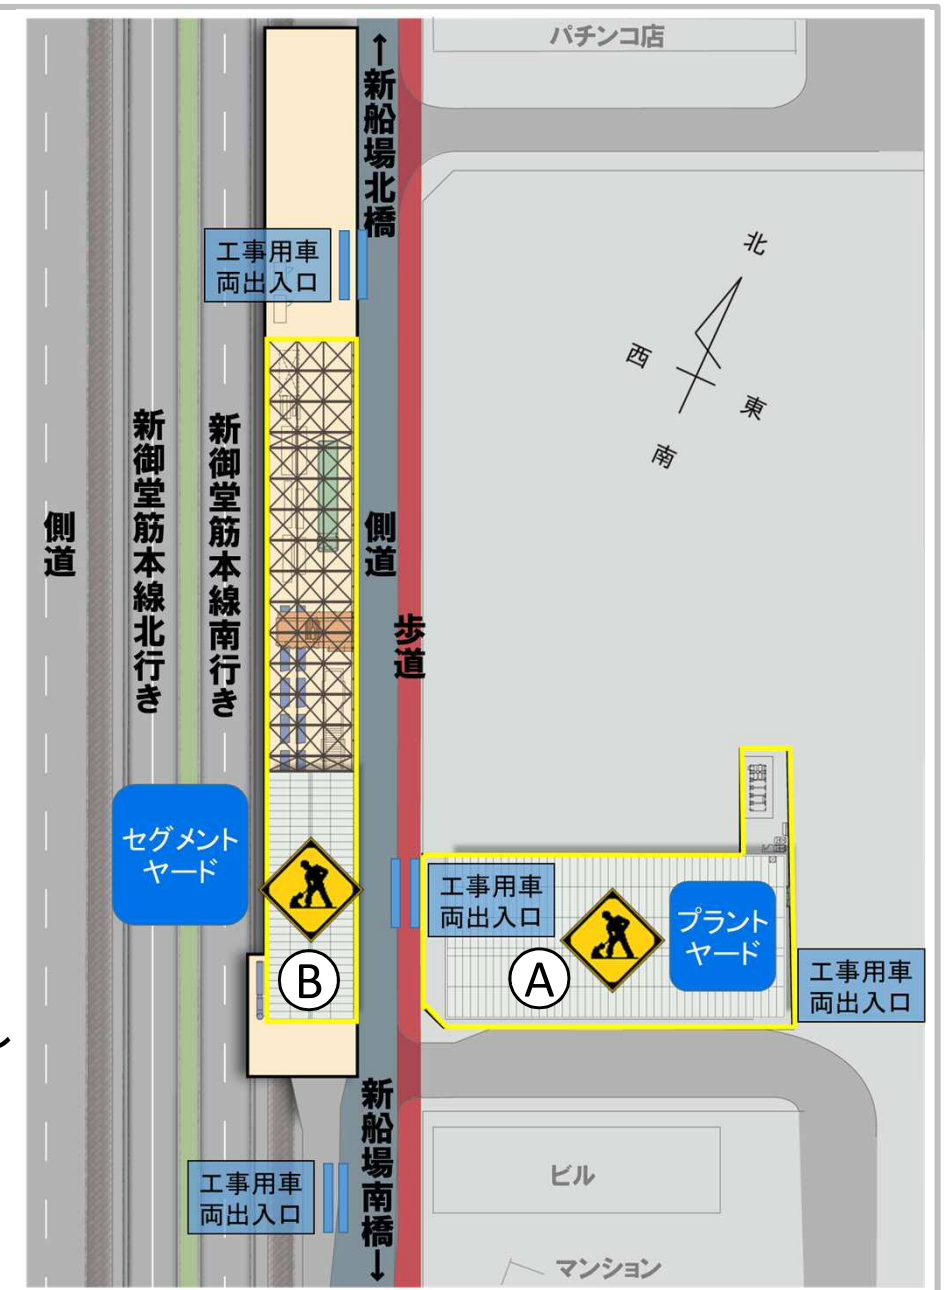 パチンコ店
↑新船場北橋
工事用車
両出入口
北
西
東
南
側道
新御堂筋本線北行き
新御堂筋本線南行き
側道
歩道
セグメント
ヤード
工事用車
両出入口
プラント
ヤード
B
A
工事用車
両出入口
新船場南橋↓
工事用車
両出入口
ビル
マンション